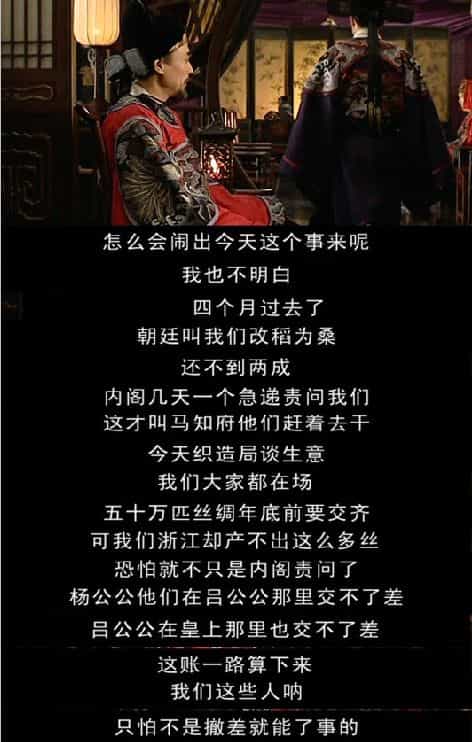 怎么会闹出今天这个事来呢
我也不明白
四个月过去了
朝廷叫我们改稻为桑
还不到两成
内阁几天一个急递责问我们
这才叫马知府他们赶着去干
今天织造局谈生意
我们大家都在场
五十万匹丝绸年底前要交齐
可我们浙江却产不出这么多丝
恐怕就不只是内阁责问了
杨公公他们在吕公公那里交不了差
吕公公在皇上那里也交不了差
这账一路算下来
我们这些人呐
只怕不是撤差就能了事的